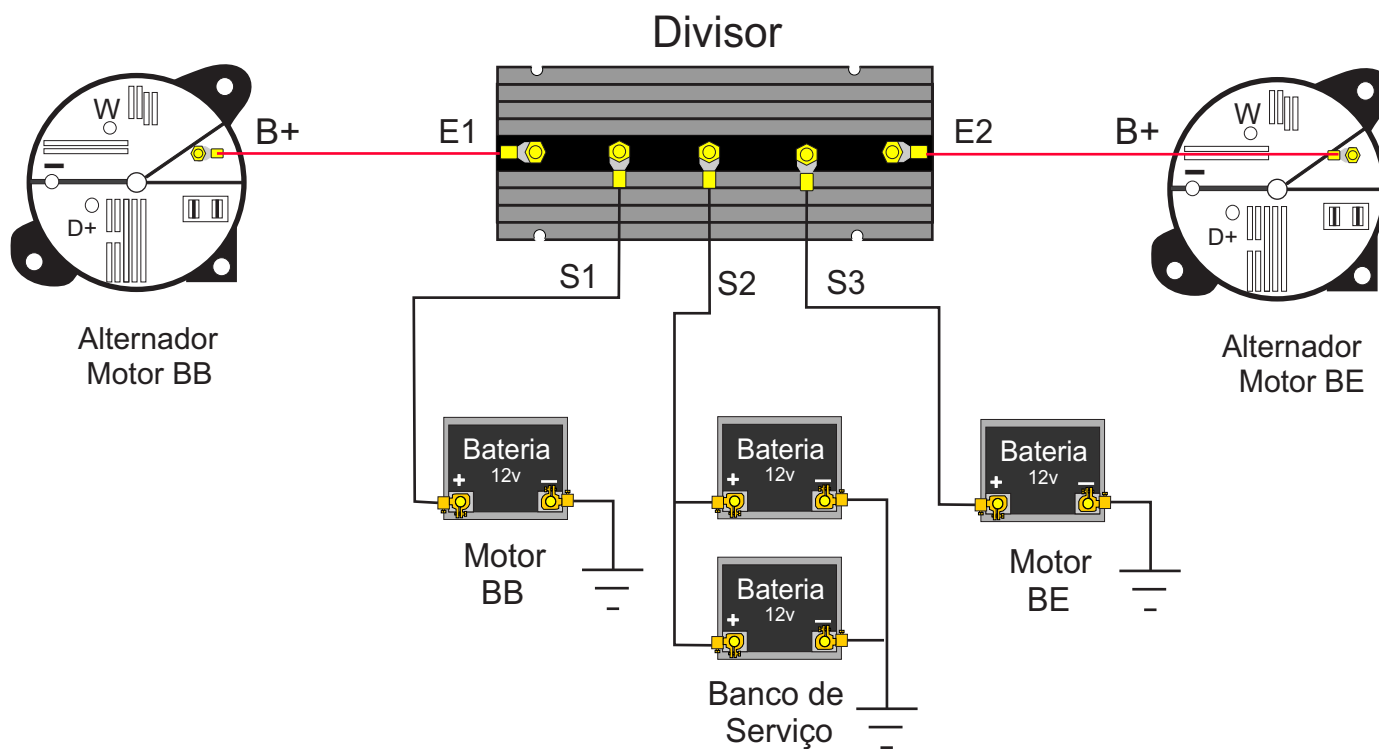 Divisor
W
B+
E1
E2
B+
W
D+
D+
S1
S2
S3
Alternador
Motor BB
Alternador
Motor BE
Bateria
12v
+ –
Bateria
12v
+ –
Bateria
12v
+ –
Motor
BB
Motor
BE
Bateria
12v
+ –
Banco de
Serviço